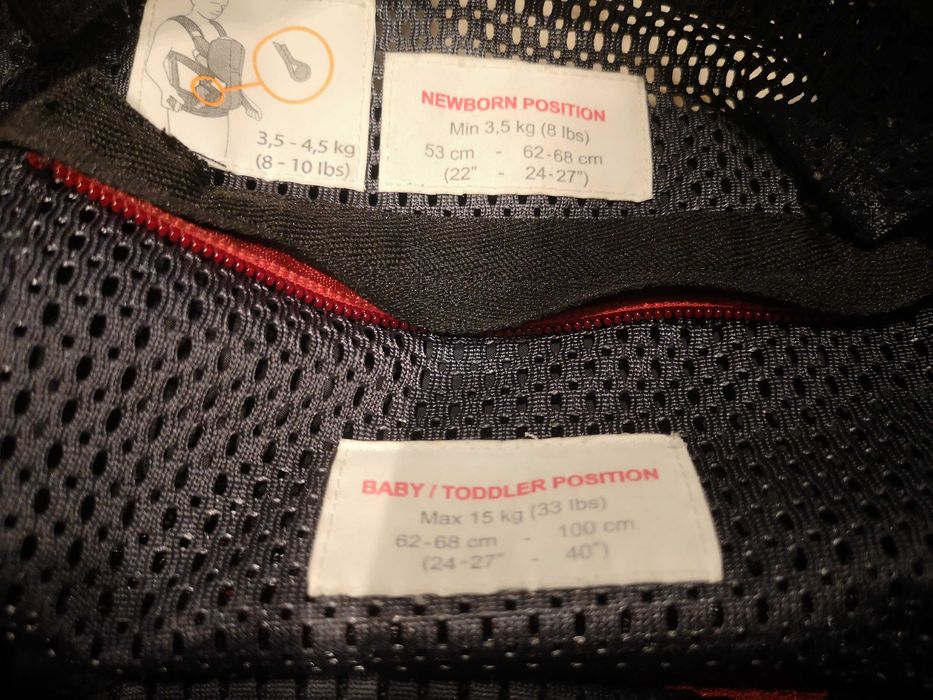 3,5 - 4,5 kg
(8 - 10 lbs)
NEWBORN POSITION
Min 3,5 kg (8 lbs)
53 cm - 62-68 cm
(22" - 24-27")
BABY / TODDLER POSITION
Max 15 kg (33 lbs)
62-68 cm - 100 cm
(24-27" - 40")